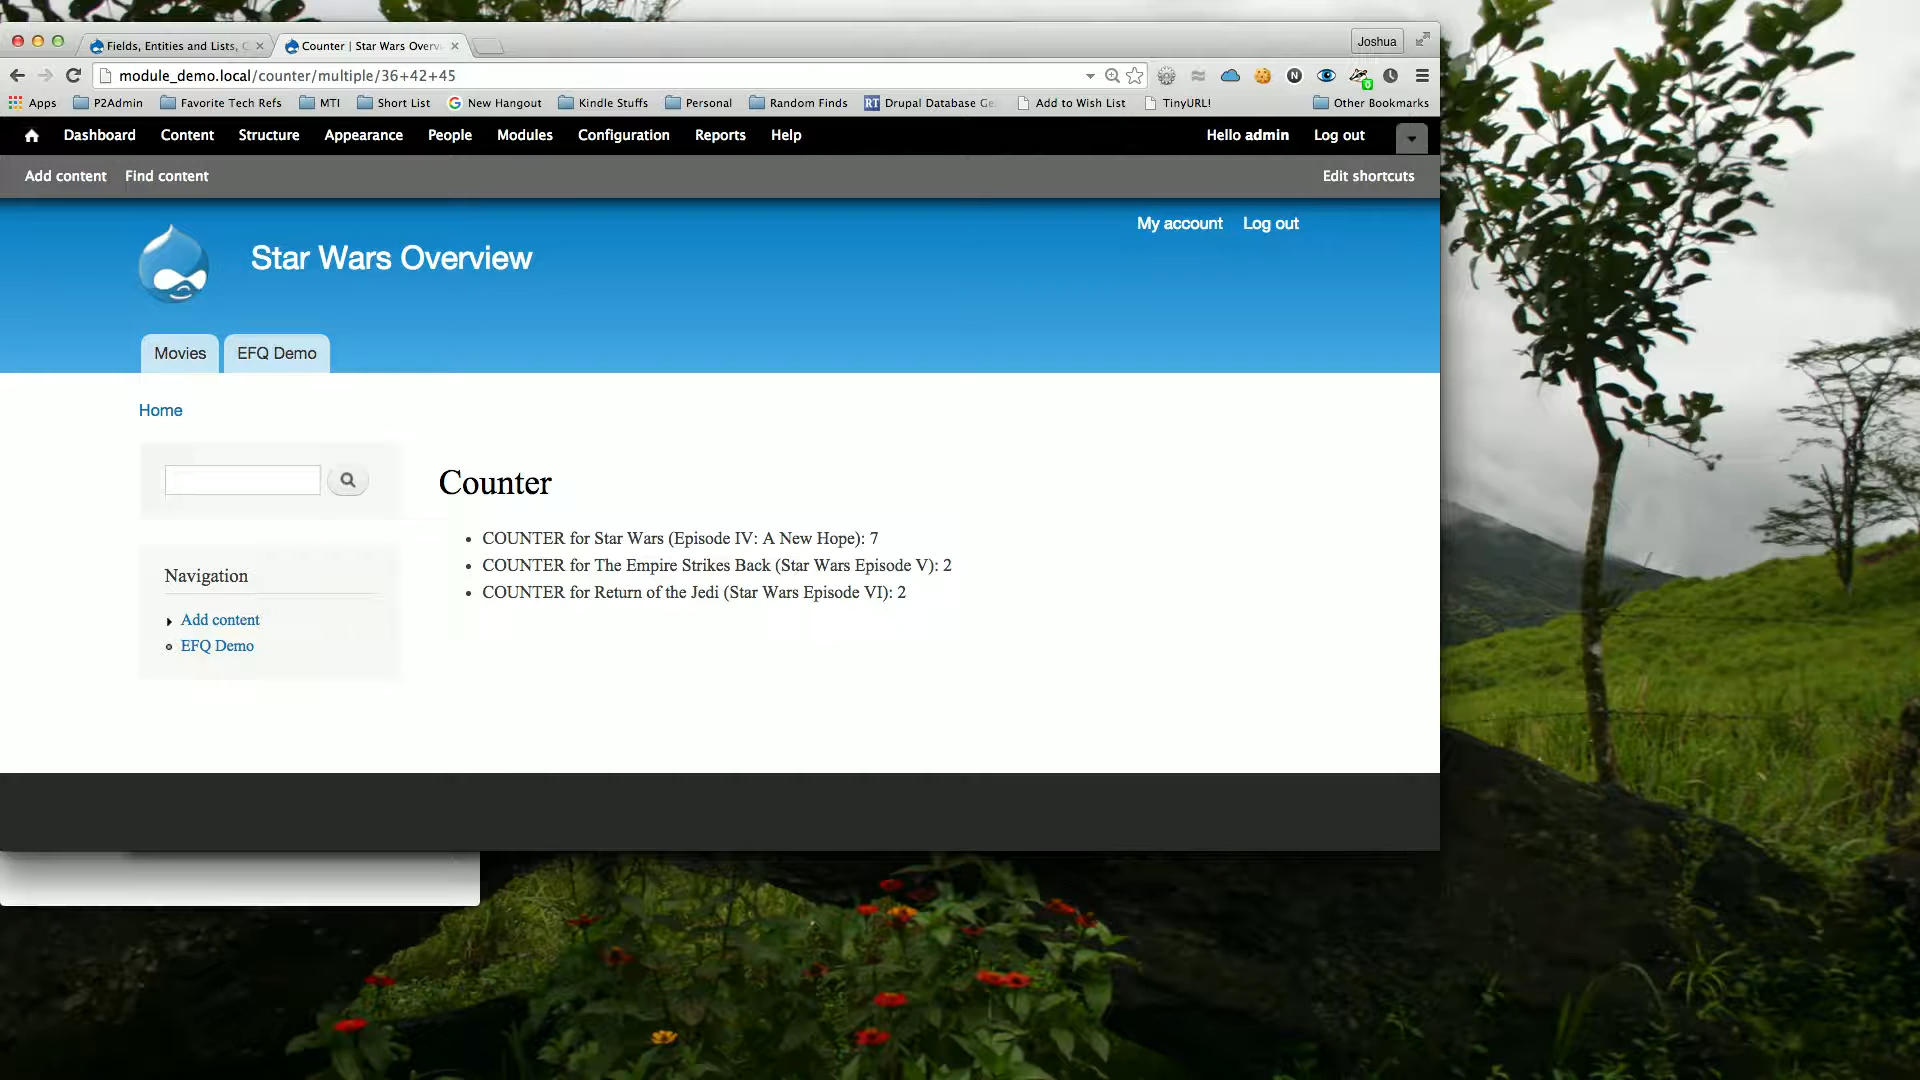 Fields, Entities and Lists,
Counter | Star Wars Overv
Joshua
module_demo.local/counter/multiple/36+42+45
Apps P2Admin Favorite Tech Refs MTI Short List New Hangout Kindle Stuffs Personal Random Finds RT Drupal Database Ge Add to Wish List TinyURL! Other Bookmarks
Dashboard Content Structure Appearance People Modules Configuration Reports Help Hello admin Log out
Add content Find content Edit shortcuts
My account Log out
Star Wars Overview
Movies EFQ Demo
Home
Counter
COUNTER for Star Wars (Episode IV: A New Hope): 7
COUNTER for The Empire Strikes Back (Star Wars Episode V): 2
COUNTER for Return of the Jedi (Star Wars Episode VI): 2
Navigation
Add content
EFQ Demo